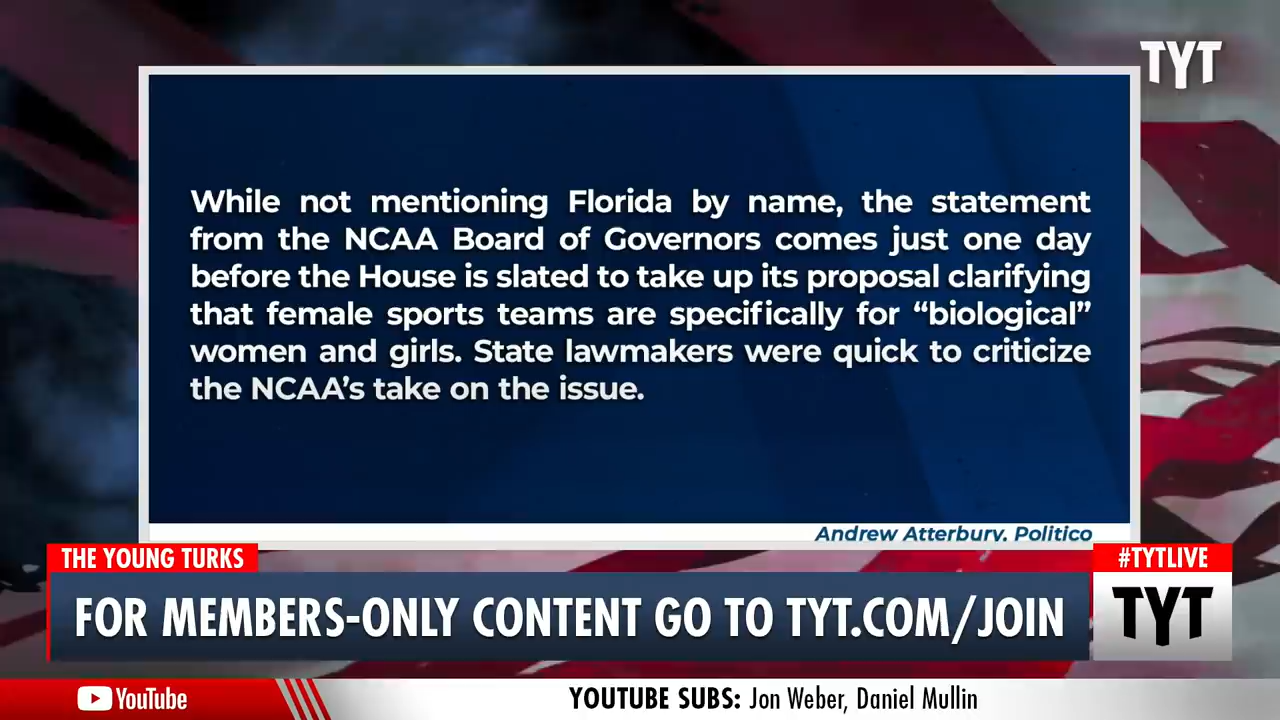 TYT
While not mentioning Florida by name, the statement
from the NCAA Board of Governors comes just one day
before the House is slated to take up its proposal clarifying
that female sports teams are specifically for “biological”
women and girls. State lawmakers were quick to criticize
the NCAA’s take on the issue.
Andrew Atterbury, Politico
THE YOUNG TURKS
#TYTLIVE
FOR MEMBERS-ONLY CONTENT GO TO TYT.COM/JOIN
TYT
YouTube
YOUTUBE SUBS: Jon Weber, Daniel Mullin